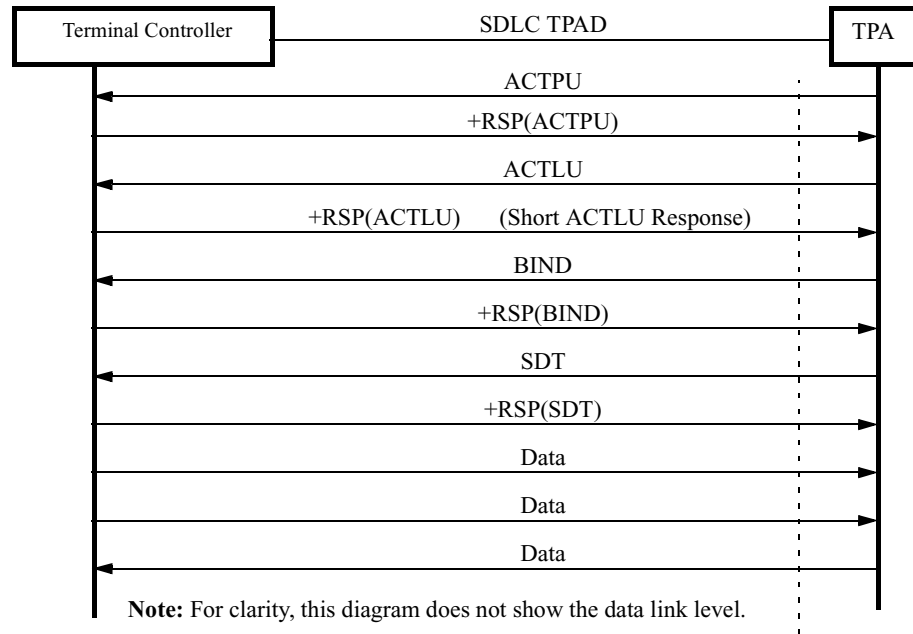 Terminal Controller SDLC TPAD TPA
ACTPU
+RSP(ACTPU)
ACTLU
+RSP(ACTLU) (Short ACTLU Response)
BIND
+RSP(BIND)
SDT
+RSP(SDT)
Data
Data
Data
Note: For clarity, this diagram does not show the data link level.